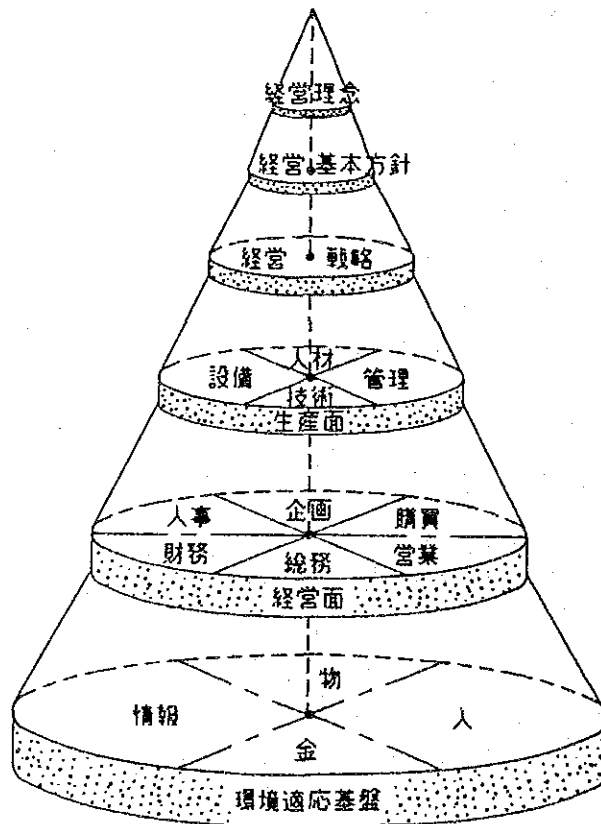 経営理念
経営基本方針
経営戦略
人材
設備
管理
技術
生産面
企画
人事
購買
財務
営業
総務
経営面
物
情報
人
金
環境適応基盤